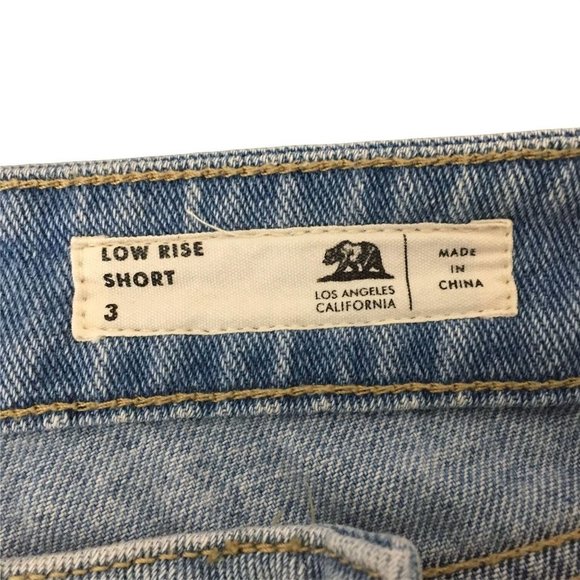 LOW RISE
SHORT
3
LOS ANGELES
CALIFORNIA
MADE
IN
CHINA